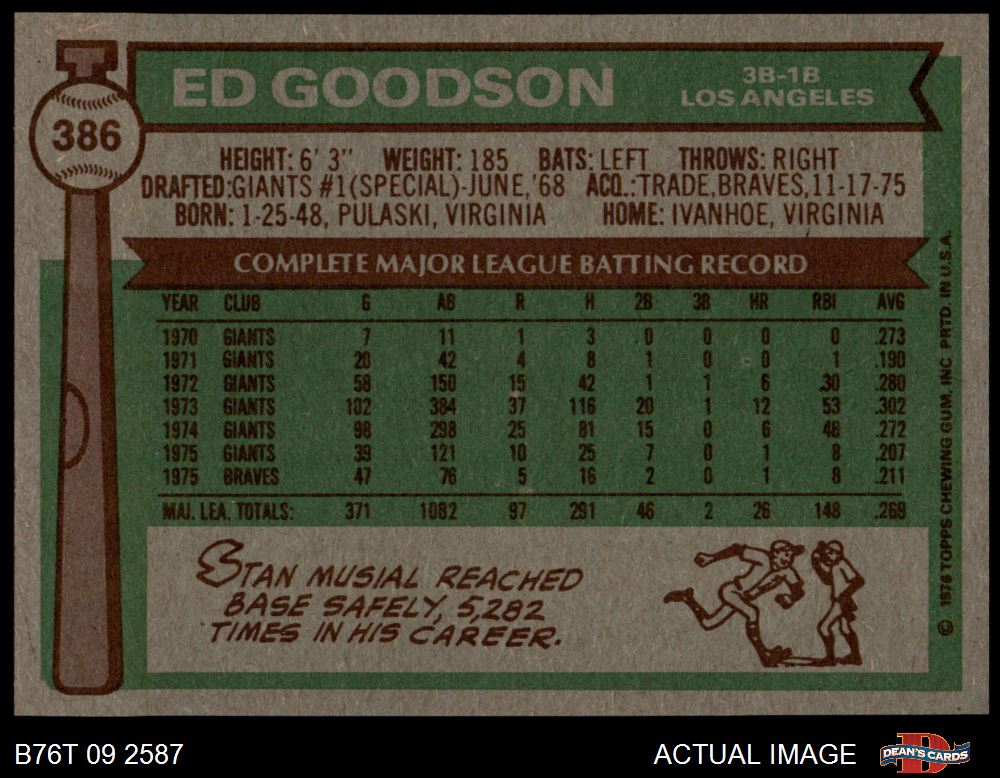 386
ED GOODSON
3B-1B
LOS ANGELES
HEIGHT: 6' 3" WEIGHT: 185 BATS: LEFT THROWS: RIGHT
DRAFTED:GIANTS #1(SPECIAL)-JUNE,'68 ACQ.:TRADE,BRAVES,11-17-75
BORN: 1-25-48, PULASKI, VIRGINIA HOME: IVANHOE, VIRGINIA
COMPLETE MAJOR LEAGUE BATTING RECORD
YEAR CLUB G AB R H 2B 3B HR RBI AVG
1970 GIANTS 7 11 1 3 0 0 0 0 .273
1971 GIANTS 20 42 4 8 1 0 0 1 .190
1972 GIANTS 58 150 15 42 1 1 6 30 .280
1973 GIANTS 102 384 37 116 20 1 12 53 .302
1974 GIANTS 98 298 25 81 15 0 6 48 .272
1975 GIANTS 39 121 10 25 7 0 1 8 .207
1975 BRAVES 47 76 5 16 2 0 1 8 .211
MAJ. LEA. TOTALS: 371 1082 97 291 46 2 26 148 .269
STAN MUSIAL REACHED
BASE SAFELY, 5,282
TIMES IN HIS CAREER.
© 1976 TOPPS CHEWING GUM, INC. PRTD. IN U.S.A.
B76T 09 2587
ACTUAL IMAGE
D
DEAN'S CARDS